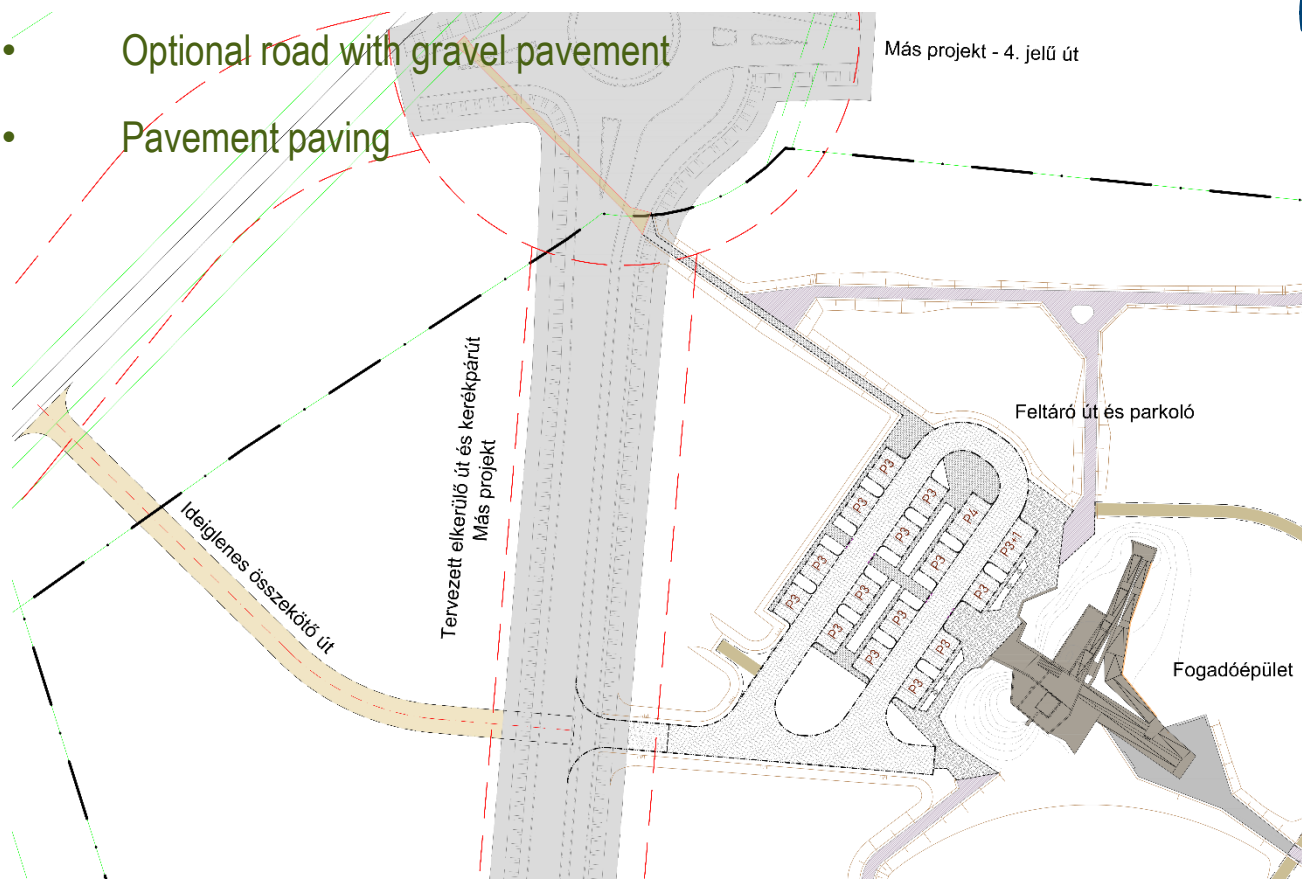 • Optional road with gravel pavement
Más projekt - 4. jelű út
• Pavement paving
Tervezett elkerülő út és kerékpárút
Más projekt
Feltáró út és parkoló
Ideiglenes összekötő út
Fogadóépület
P3
P3
P3
P3
P3
P3
P3
P3
P4
P3
P3
P3
P3+1
P3
P3
P3